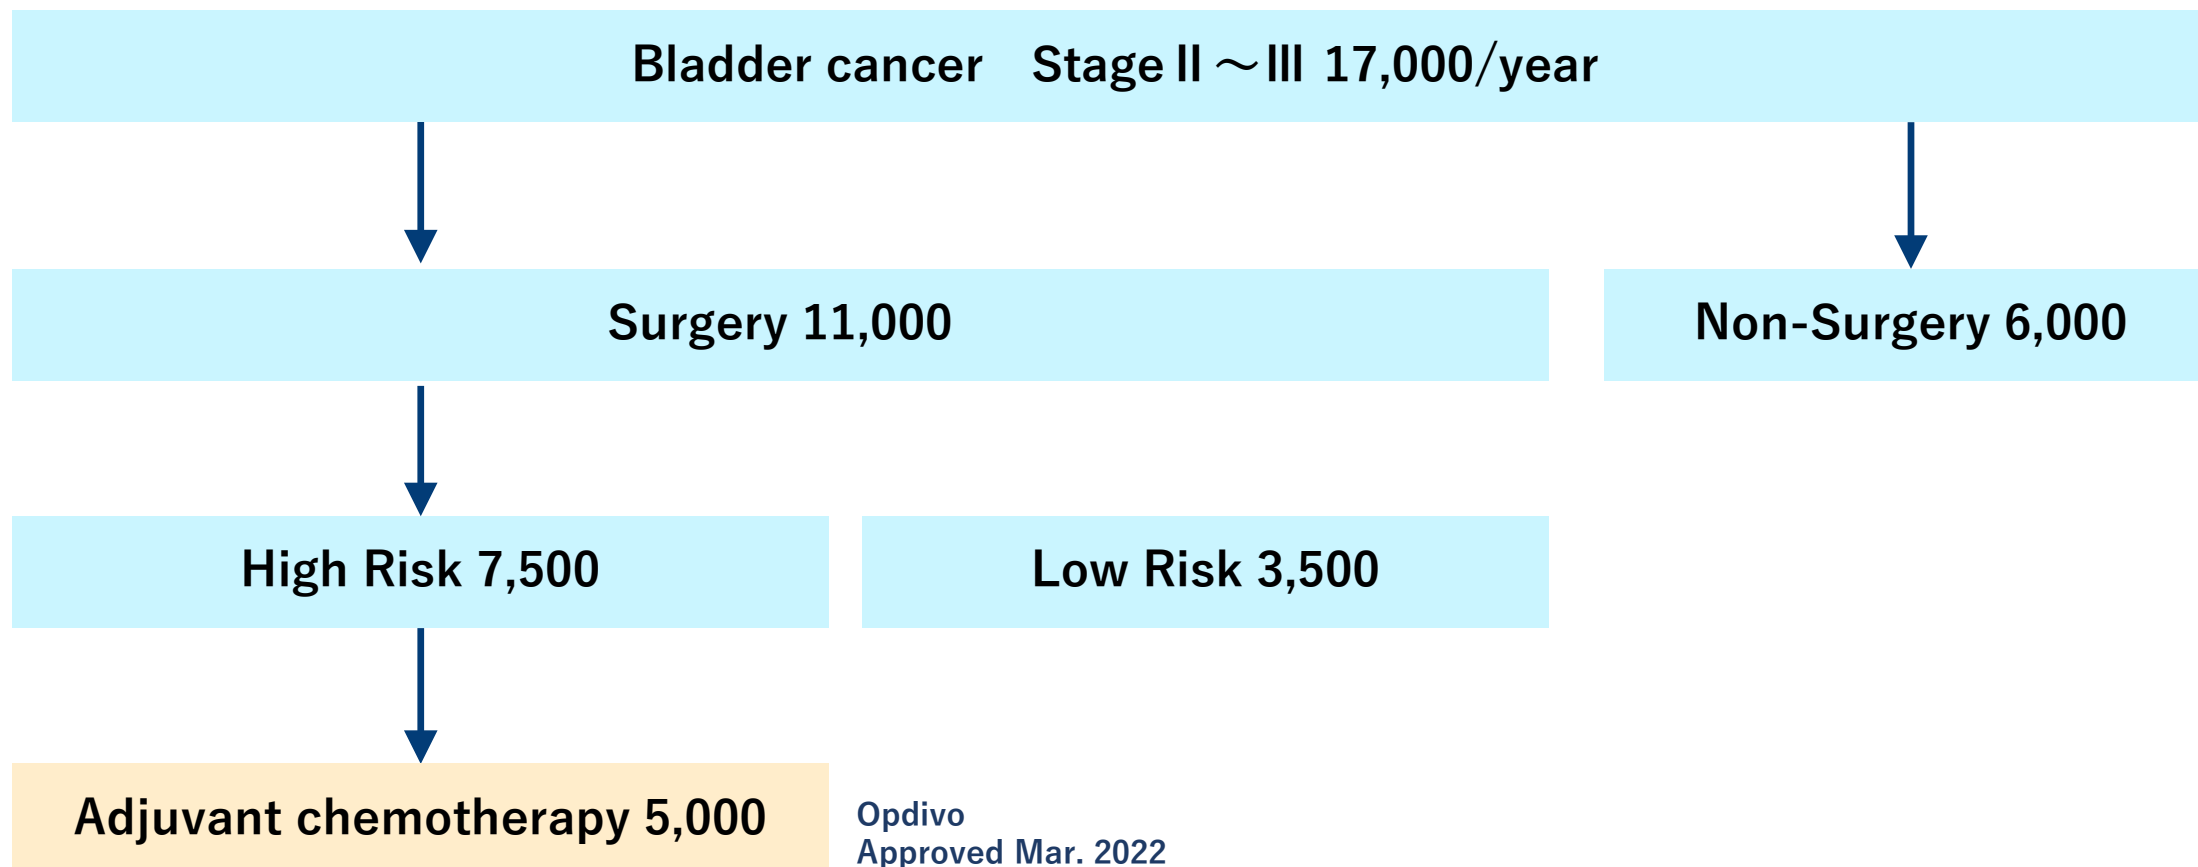 Bladder cancer　Stage Ⅱ ～Ⅲ 17,000/year
Surgery 11,000
Non-Surgery 6,000
High Risk 7,500
Low Risk 3,500
Adjuvant chemotherapy 5,000
Opdivo
Approved Mar. 2022